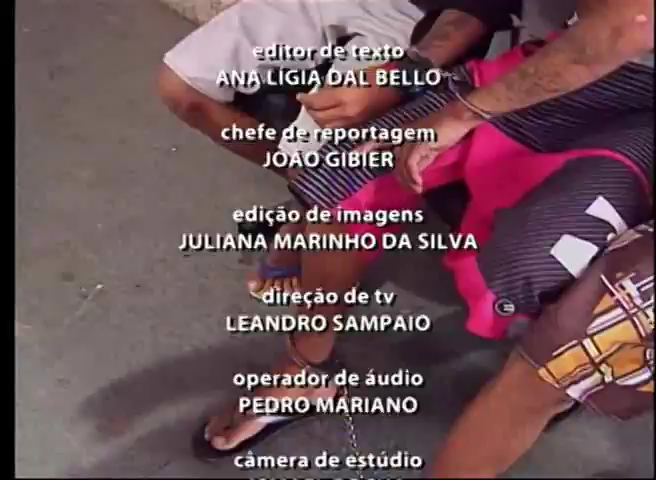 editor de texto
ANA LÍGIA DAL BELLO
chefe de reportagem
JOÃO GIBIER
edição de imagens
JULIANA MARINHO DA SILVA
direção de tv
LEANDRO SAMPAIO
operador de áudio
PEDRO MARIANO
câmera de estúdio